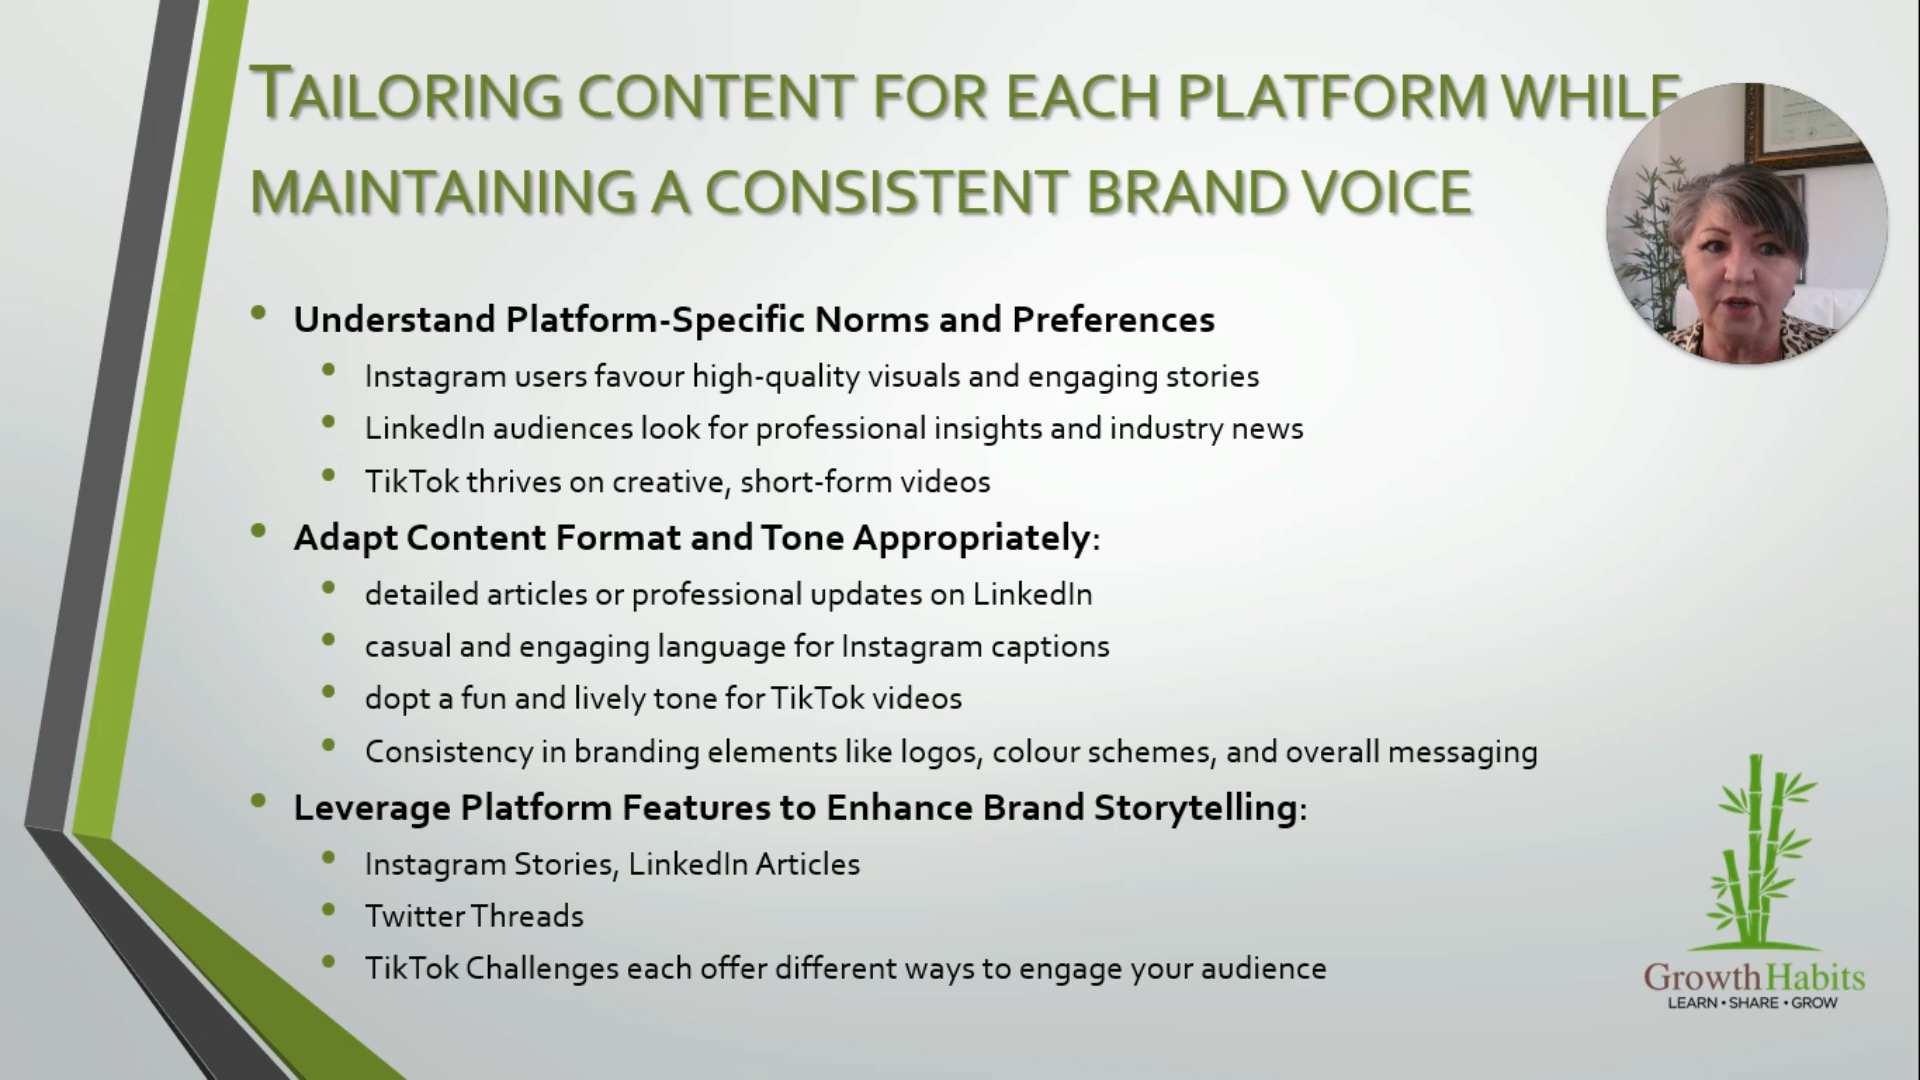 TAILORING CONTENT FOR EACH PLATFORM WHILE
MAINTAINING A CONSISTENT BRAND VOICE
Understand Platform-Specific Norms and Preferences
Instagram users favour high-quality visuals and engaging stories
LinkedIn audiences look for professional insights and industry news
TikTok thrives on creative, short-form videos
Adapt Content Format and Tone Appropriately:
detailed articles or professional updates on LinkedIn
casual and engaging language for Instagram captions
dopt a fun and lively tone for TikTok videos
Consistency in branding elements like logos, colour schemes, and overall messaging
Leverage Platform Features to Enhance Brand Storytelling:
Instagram Stories, LinkedIn Articles
Twitter Threads
TikTok Challenges each offer different ways to engage your audience
Growth Habits
LEARN • SHARE • GROW